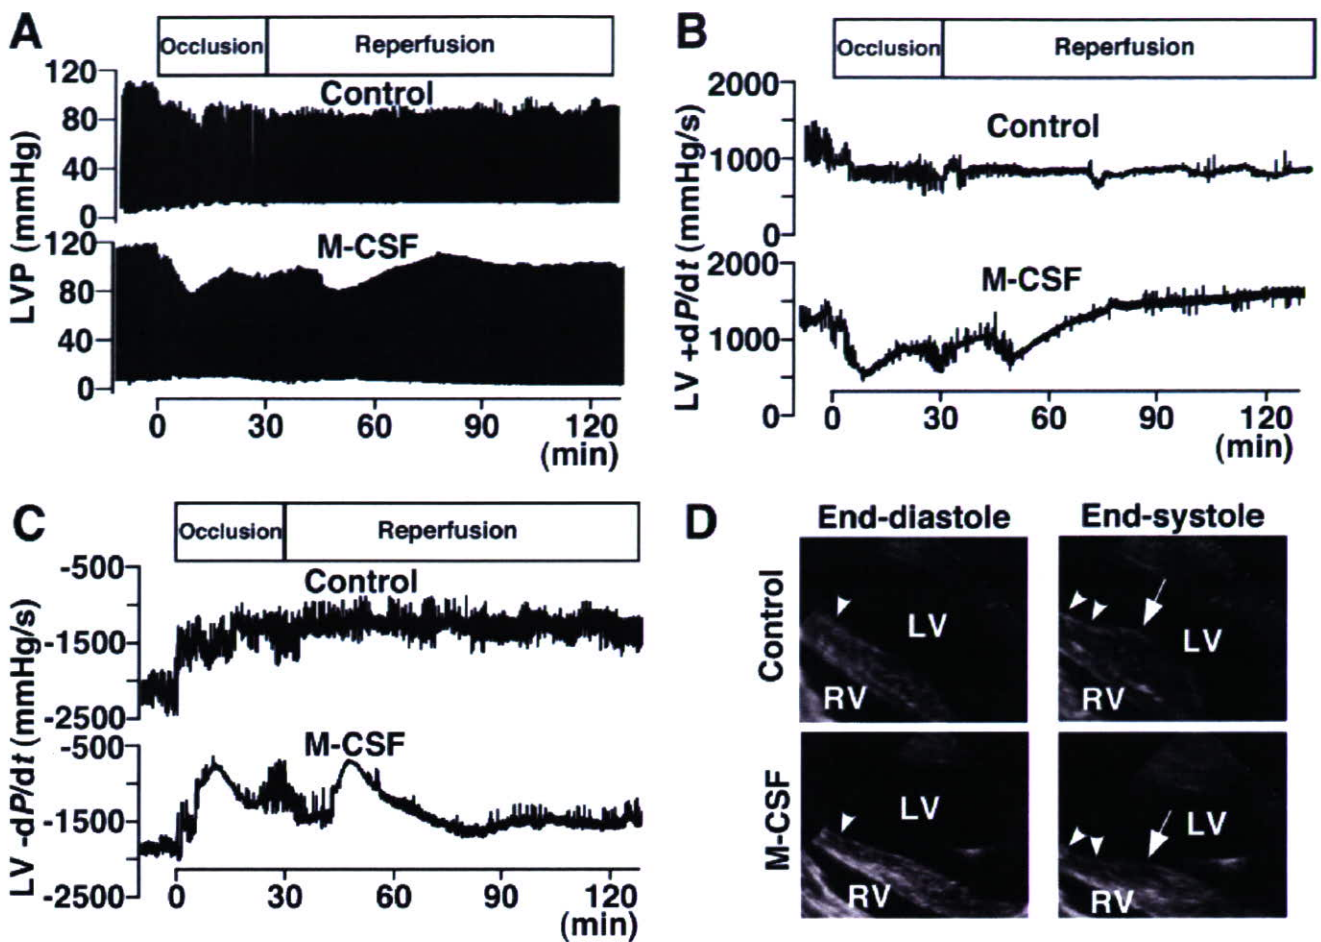 A
Occlusion Reperfusion
Control
120
80
40
0
LVP (mmHg)
M-CSF
120
80
40
0
0 30 60 90 120
(min)
B
Occlusion Reperfusion
Control
2000
1000
0
LV +dP/dt (mmHg/s)
M-CSF
2000
1000
0
0 30 60 90 120
(min)
C
Occlusion Reperfusion
Control
-500
-1500
-2500
LV -dP/dt (mmHg/s)
M-CSF
-500
-1500
-2500
0 30 60 90 120
(min)
D
End-diastole End-systole
Control
LV LV
RV RV
M-CSF
LV LV
RV RV